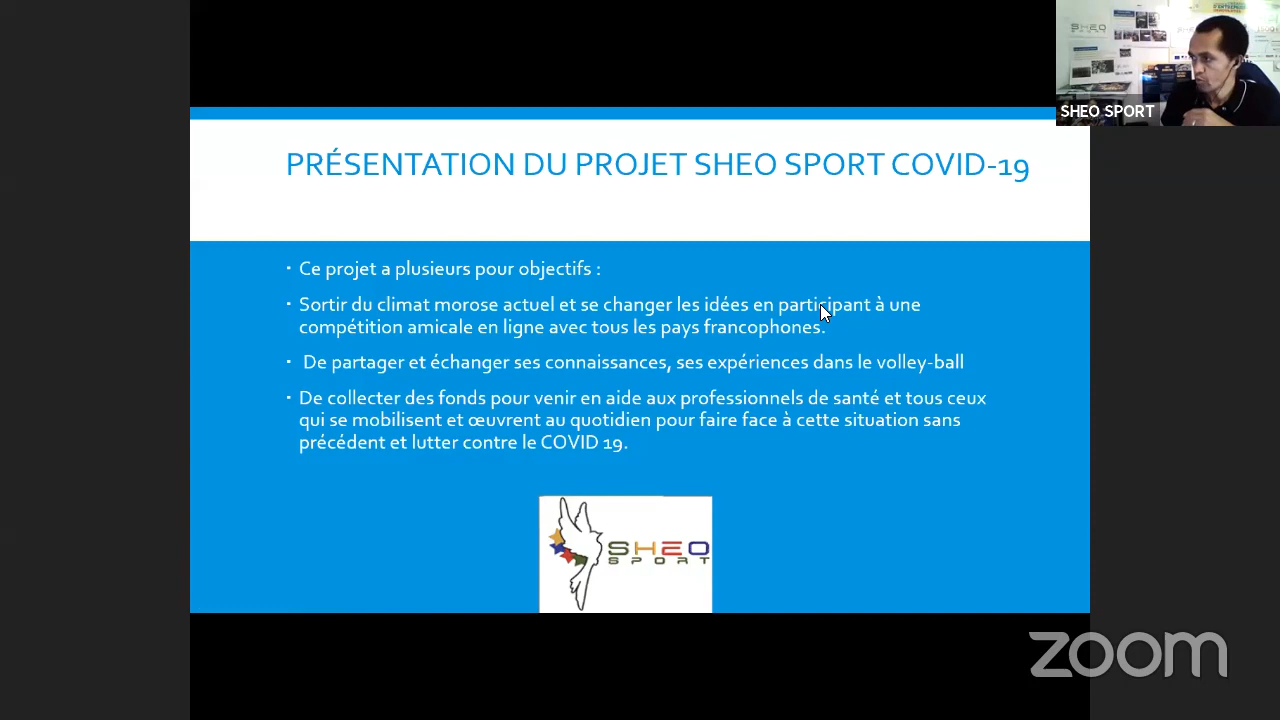 SHEO SPORT
PRÉSENTATION DU PROJET SHEO SPORT COVID-19
▪ Ce projet a plusieurs pour objectifs :
▪ Sortir du climat morose actuel et se changer les idées en participant à une
compétition amicale en ligne avec tous les pays francophones.
▪ De partager et échanger ses connaissances, ses expériences dans le volley-ball
▪ De collecter des fonds pour venir en aide aux professionnels de santé et tous ceux
qui se mobilisent et œuvrent au quotidien pour faire face à cette situation sans
précédent et lutter contre le COVID 19.
SHEO
SPORT
zoom